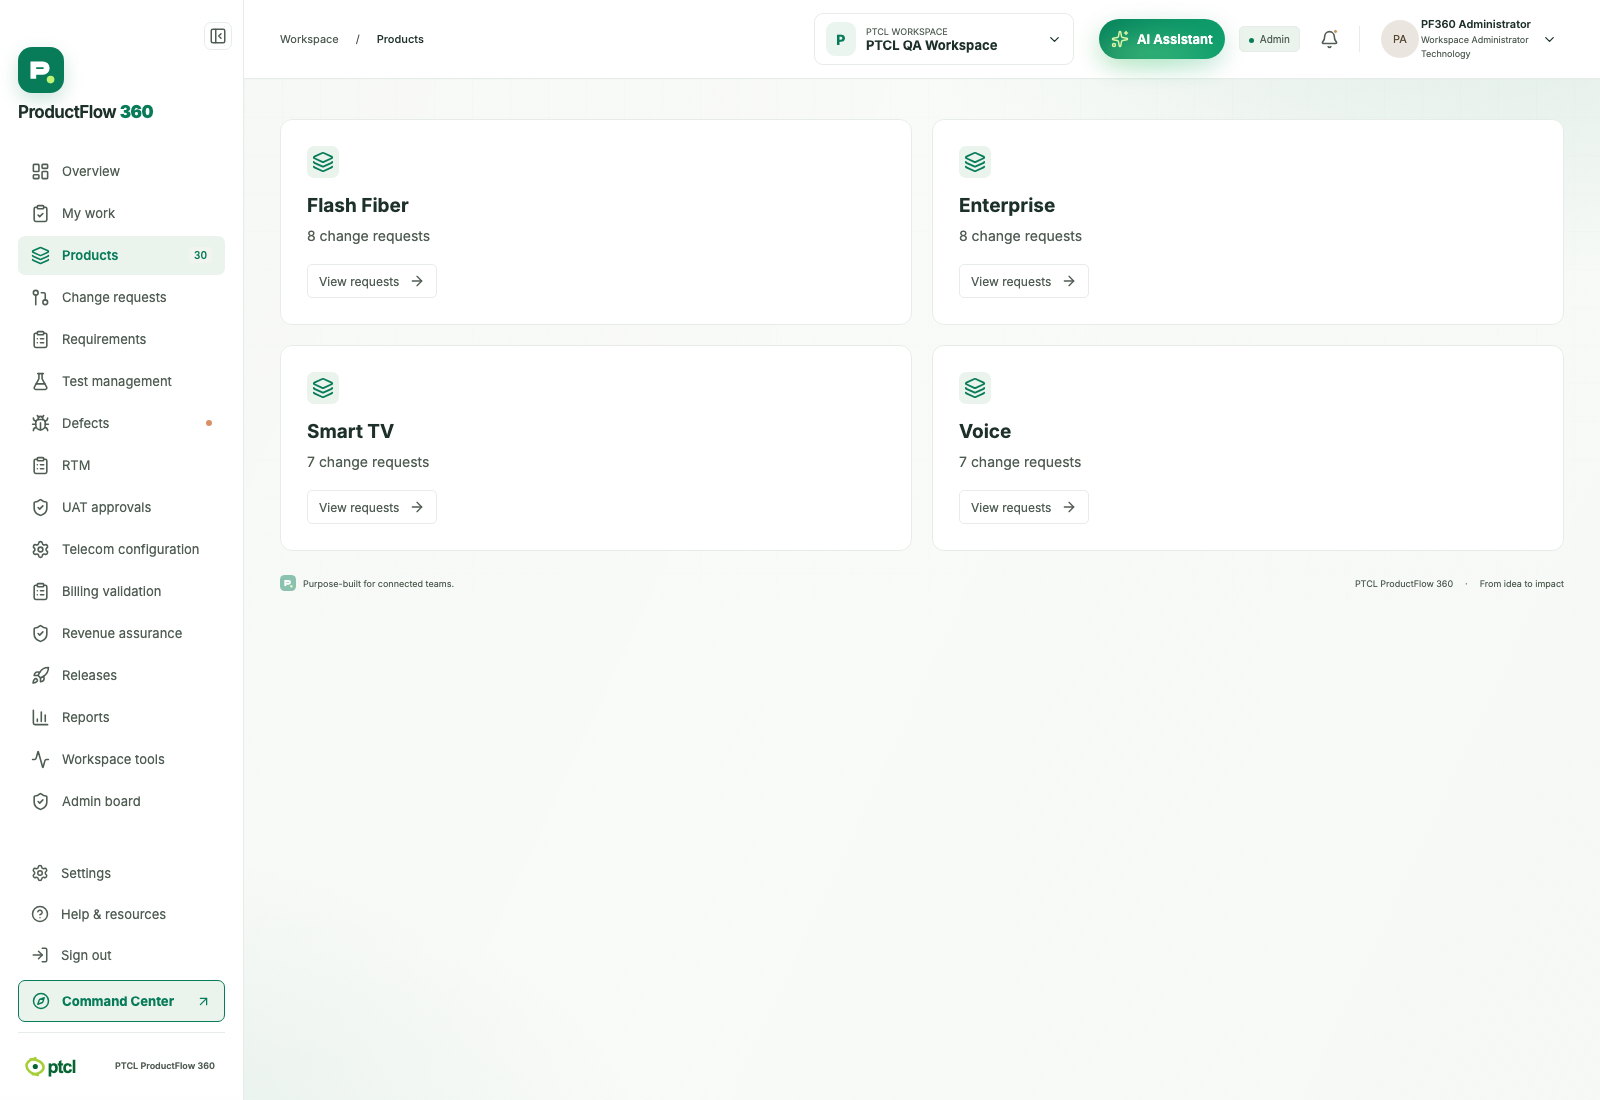 P.
ProductFlow 360
Overview
My work
Products 30
Change requests
Requirements
Test management
Defects
RTM
UAT approvals
Telecom configuration
Billing validation
Revenue assurance
Releases
Reports
Workspace tools
Admin board
Settings
Help & resources
Sign out
Command Center
ptcl PTCL ProductFlow 360
Workspace / Products
P
PTCL WORKSPACE
PTCL QA Workspace
AI Assistant
Admin
PA
PF360 Administrator
Workspace Administrator
Technology
Flash Fiber
8 change requests
View requests
Enterprise
8 change requests
View requests
Smart TV
7 change requests
View requests
Voice
7 change requests
View requests
P. Purpose-built for connected teams.
PTCL ProductFlow 360 · From idea to impact